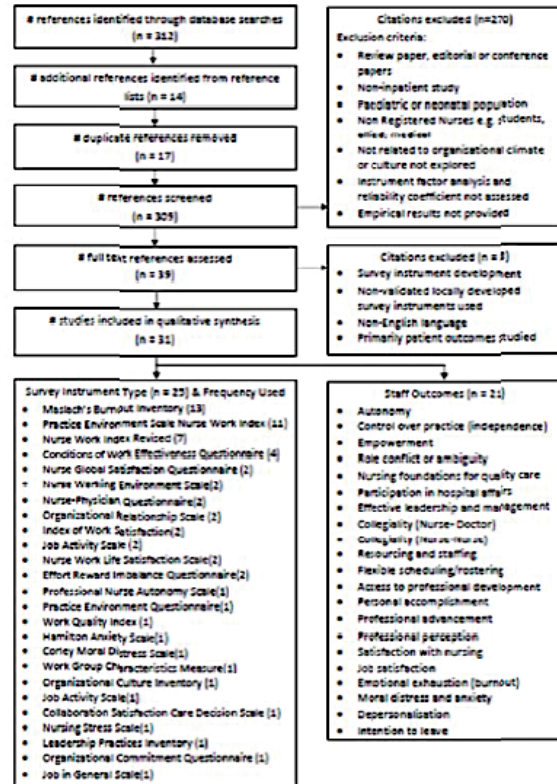 # references identified through database searches
(n = 312)
# additional references identified from reference
lists (n = 14)
# duplicate references removed
(n = 17)
# references screened
(n = 309)
# full text references assessed
(n = 39)
# studies included in qualitative synthesis
(n = 31)
Citations excluded (n=270)
Exclusion criteria:
• Review paper, editorial or conference
papers
• Non-inpatient study
• Paediatric or neonatal population
• Non Registered Nurses e.g. students,
allied, medical
• Not related to organisational climate
or culture not explored
• Instrument factor analysis and
reliability coefficient not assessed
• Empirical results not provided
Citations excluded (n = 8)
• Survey instrument development
• Non-validated locally developed
survey instruments used
• Non-English language
• Primarily patient outcomes studied
Survey Instrument Type (n = 25) & Frequency Used
• Maslach's Burnout Inventory (13)
• Practice Environment Scale Nurse Work Index (11)
• Nurse Work Index Revised (7)
• Conditions of Work Effectiveness Questionnaire (4)
• Nurse Global Satisfaction Questionnaire (2)
• Nurse Working Environment Scale(2)
• Nurse-Physician Questionnaire(2)
• Organizational Relationship Scale (2)
• Index of Work Satisfaction(2)
• Job Activity Scale (2)
• Nurse Work Life Satisfaction Scale(2)
• Effort Reward Imbalance Questionnaire(2)
• Professional Nurse Autonomy Scale(1)
• Practice Environment Questionnaire(1)
• Work Quality Index (1)
• Hamilton Anxiety Scale(1)
• Corley Moral Distress Scale(1)
• Work Group Characteristics Measure(1)
• Organizational Culture Inventory (1)
• Job Activity Scale(1)
• Collaboration Satisfaction Care Decision Scale (1)
• Nursing Stress Scale(1)
• Leadership Practices Inventory (1)
• Organizational Commitment Questionnaire (1)
• Job in General Scale(1)
Staff Outcomes (n = 21)
• Autonomy
• Control over practice (independence)
• Empowerment
• Role conflict or ambiguity
• Nursing foundations for quality care
• Participation in hospital affairs
• Effective leadership and management
• Collegiality (Nurse- Doctor)
• Collegiality (Nurse-Nurse)
• Resourcing and staffing
• Flexible scheduling/rostering
• Access to professional development
• Personal accomplishment
• Professional advancement
• Professional perception
• Satisfaction with nursing
• Job satisfaction
• Emotional exhaustion (burnout)
• Moral distress and anxiety
• Depersonalisation
• Intention to leave